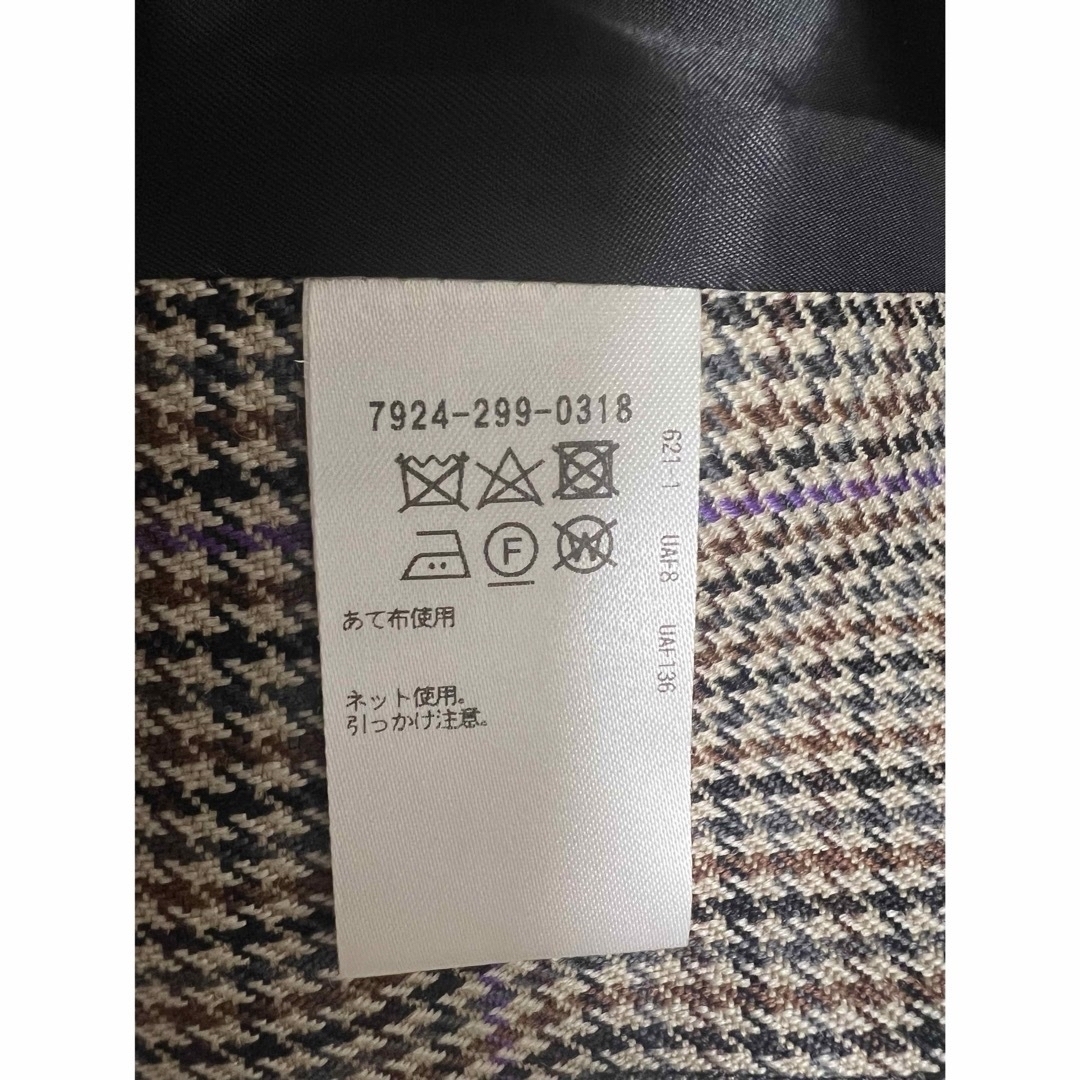 7924-299-0318
F
W
あて布使用
ネット使用。
引っかけ注意。
621 1 UAF8 UAF136